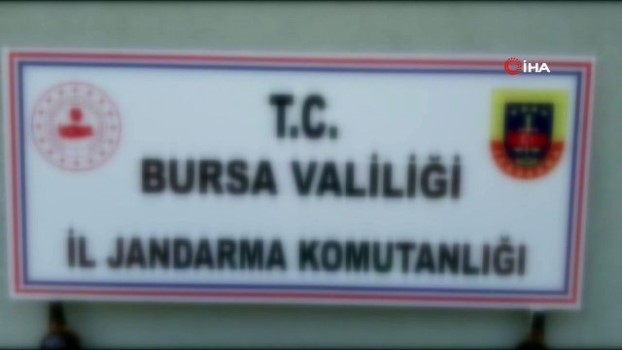 İHA
T.C.
BURSA VALİLİĞİ
İL JANDARMA KOMUTANLIĞI